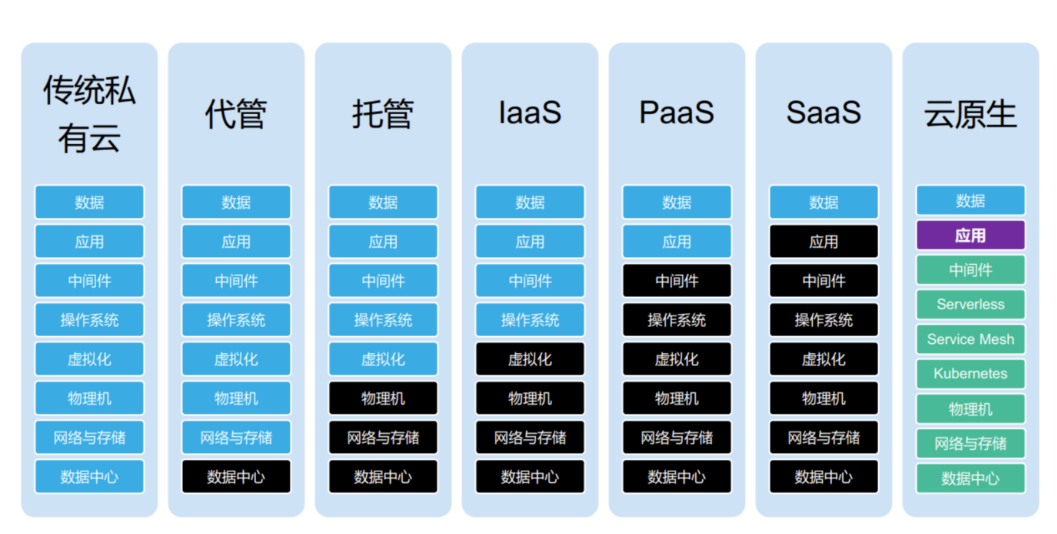 传统私
有云
数据
应用
中间件
操作系统
虚拟化
物理机
网络与存储
数据中心
代管
数据
应用
中间件
操作系统
虚拟化
物理机
网络与存储
数据中心
托管
数据
应用
中间件
操作系统
虚拟化
物理机
网络与存储
数据中心
IaaS
数据
应用
中间件
操作系统
虚拟化
物理机
网络与存储
数据中心
PaaS
数据
应用
中间件
操作系统
虚拟化
物理机
网络与存储
数据中心
SaaS
数据
应用
中间件
操作系统
虚拟化
物理机
网络与存储
数据中心
云原生
数据
应用
中间件
Serverless
Service Mesh
Kubernetes
物理机
网络与存储
数据中心